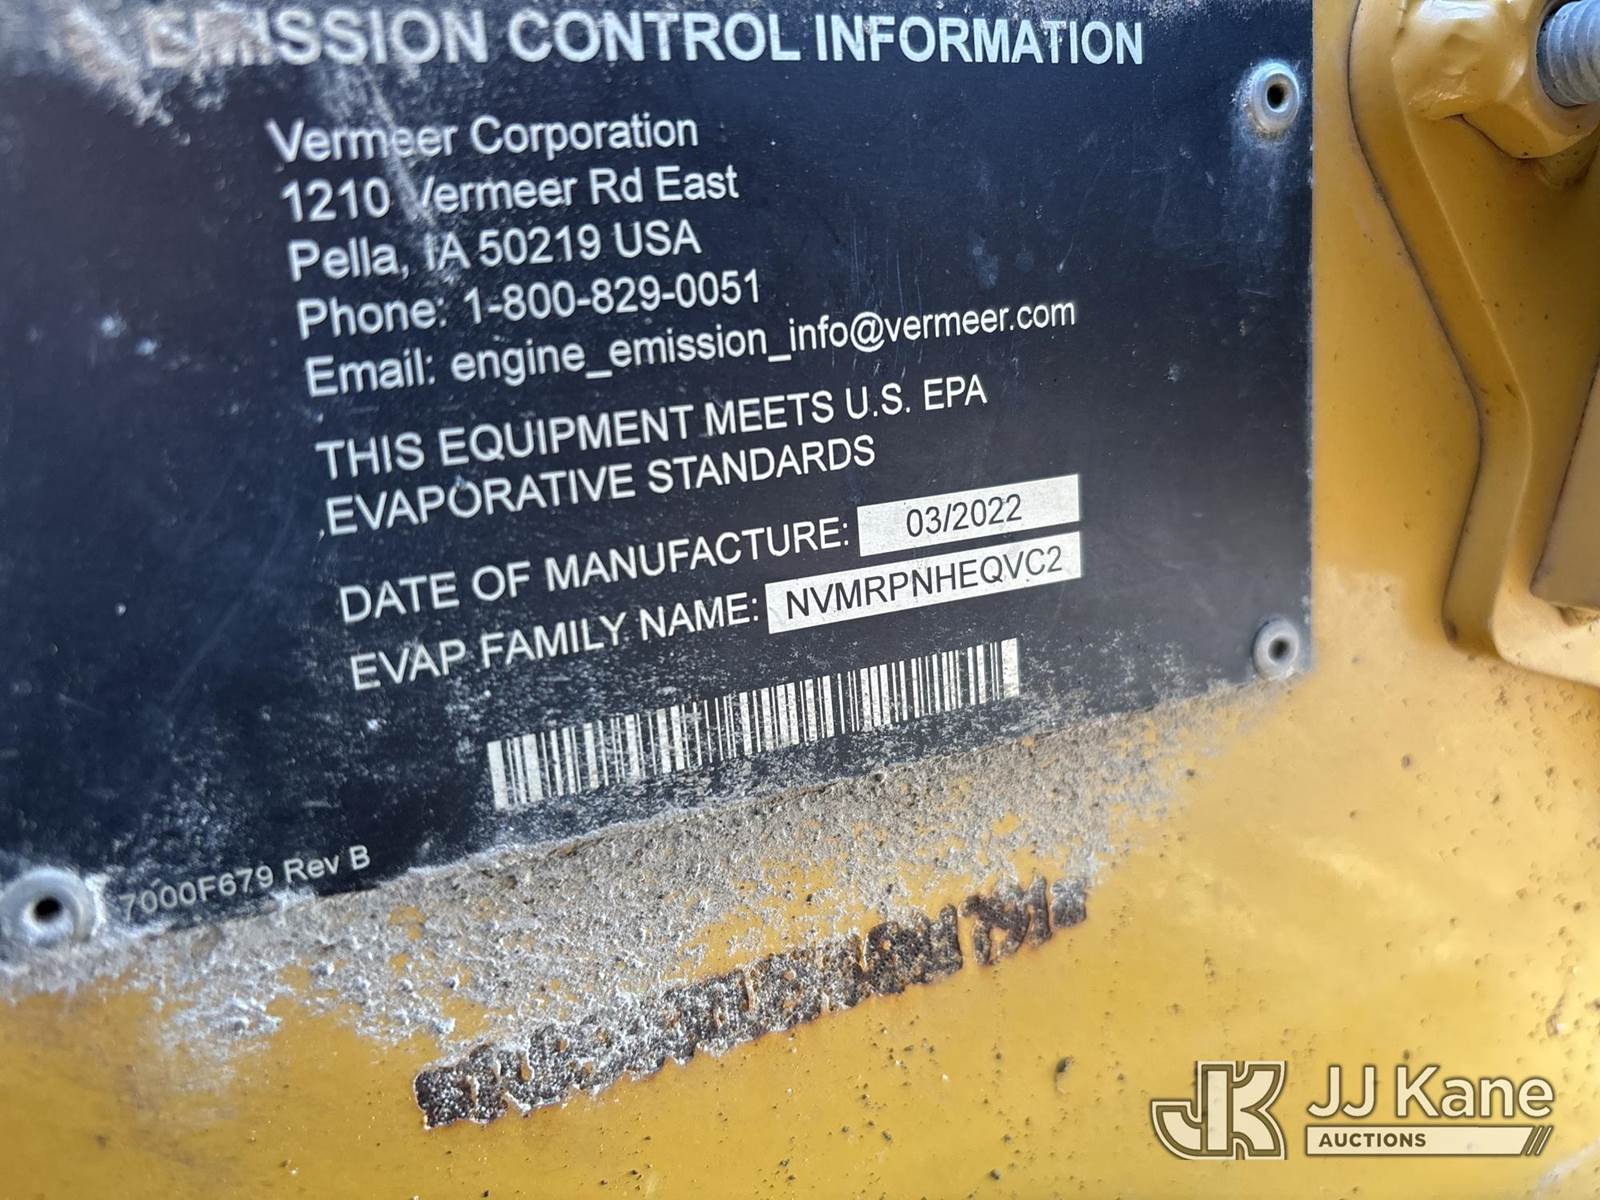 EMISSION CONTROL INFORMATION
Vermeer Corporation
1210 Vermeer Rd East
Pella, IA 50219 USA
Phone: 1-800-829-0051
Email: engine_emission_info@vermeer.com
THIS EQUIPMENT MEETS U.S. EPA
EVAPORATIVE STANDARDS
DATE OF MANUFACTURE: 03/2022
EVAP FAMILY NAME: NVMRPNHEQVC2
7000F679 Rev B
JK JJ Kane
AUCTIONS